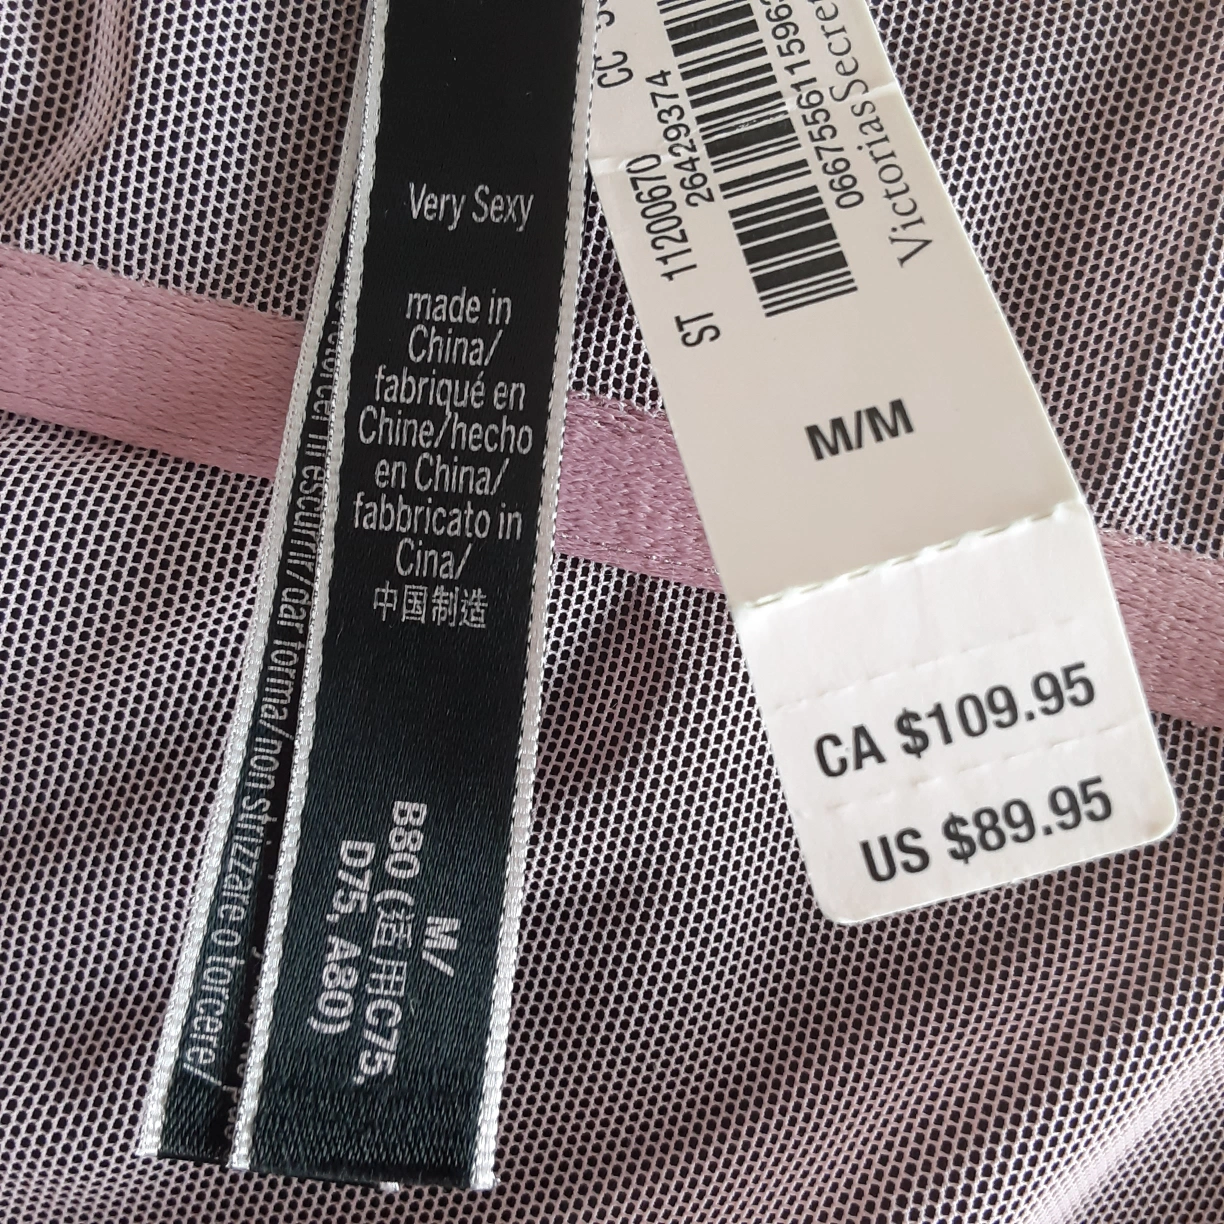 Very Sexy
made in
China/
fabriqué en
Chine/hecho
en China/
fabbricato in
Cina/
中国制造
M/
B80 (适用C75,
D75, A80)
escurrir/dar forma/non strizzare o torcere/
CC
ST 11200670
26429374
VictoriasSecre
M/M
CA $109.95
US $89.95